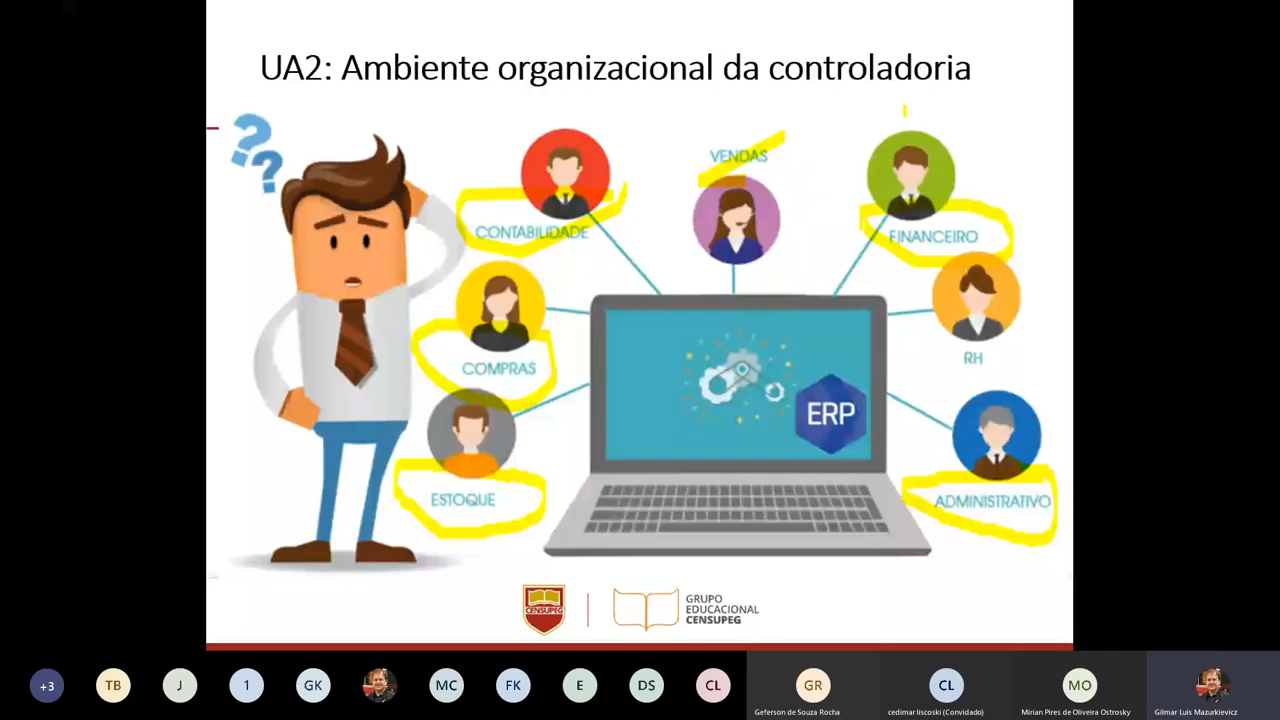 UA2: Ambiente organizacional da controladoria
??
VENDAS
CONTABILIDADE
FINANCEIRO
COMPRAS
RH
ERP
ESTOQUE
ADMINISTRATIVO
CENSUPEG
GRUPO
EDUCACIONAL
CENSUPEG
+3
TB
J
1
GK
MC
FK
E
DS
CL
GR
CL
MO
Geferson de Souza Rocha
cedimar liscoski (Convidado)
Mirian Pires de Oliveira Ostrosky
Gilmar Luis Mazurkievicz